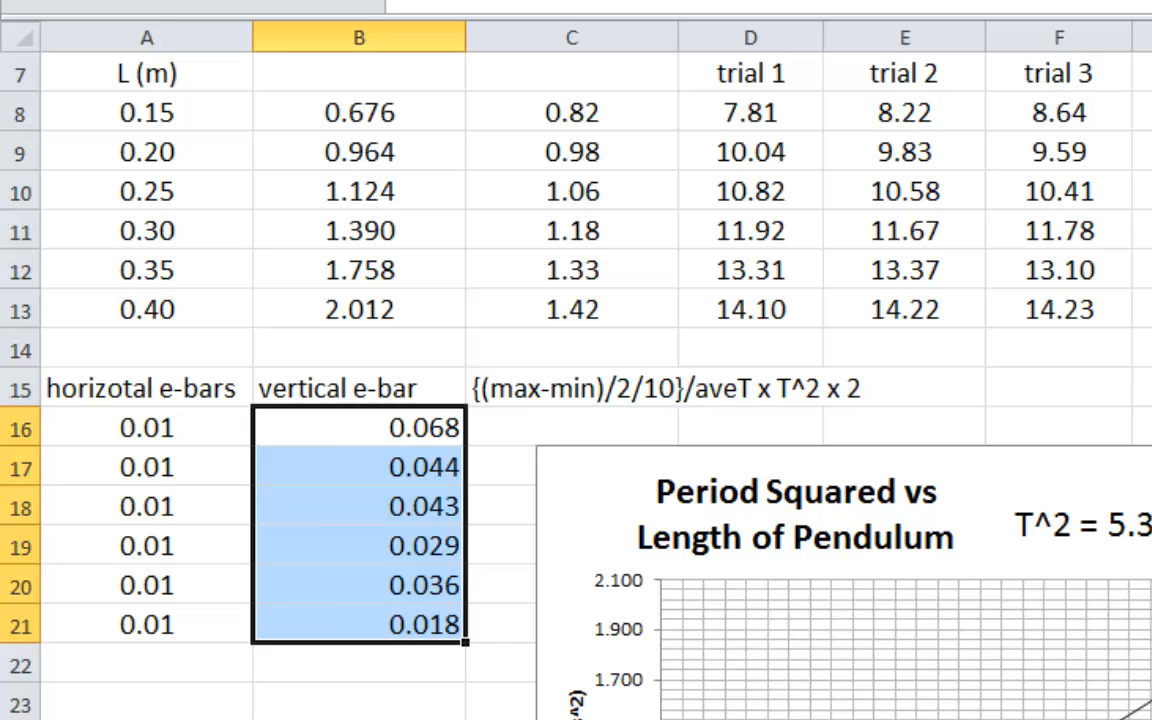 A B C D E F
7 L (m) trial 1 trial 2 trial 3
8 0.15 0.676 0.82 7.81 8.22 8.64
9 0.20 0.964 0.98 10.04 9.83 9.59
10 0.25 1.124 1.06 10.82 10.58 10.41
11 0.30 1.390 1.18 11.92 11.67 11.78
12 0.35 1.758 1.33 13.31 13.37 13.10
13 0.40 2.012 1.42 14.10 14.22 14.23
14
15 horizotal e-bars vertical e-bar {(max-min)/2/10}/aveT x T^2 x 2
16 0.01 0.068
17 0.01 0.044
18 0.01 0.043
19 0.01 0.029
20 0.01 0.036
21 0.01 0.018
22
23
Period Squared vs
Length of Pendulum
T^2 = 5.3
2.100
1.900
1.700
^2)